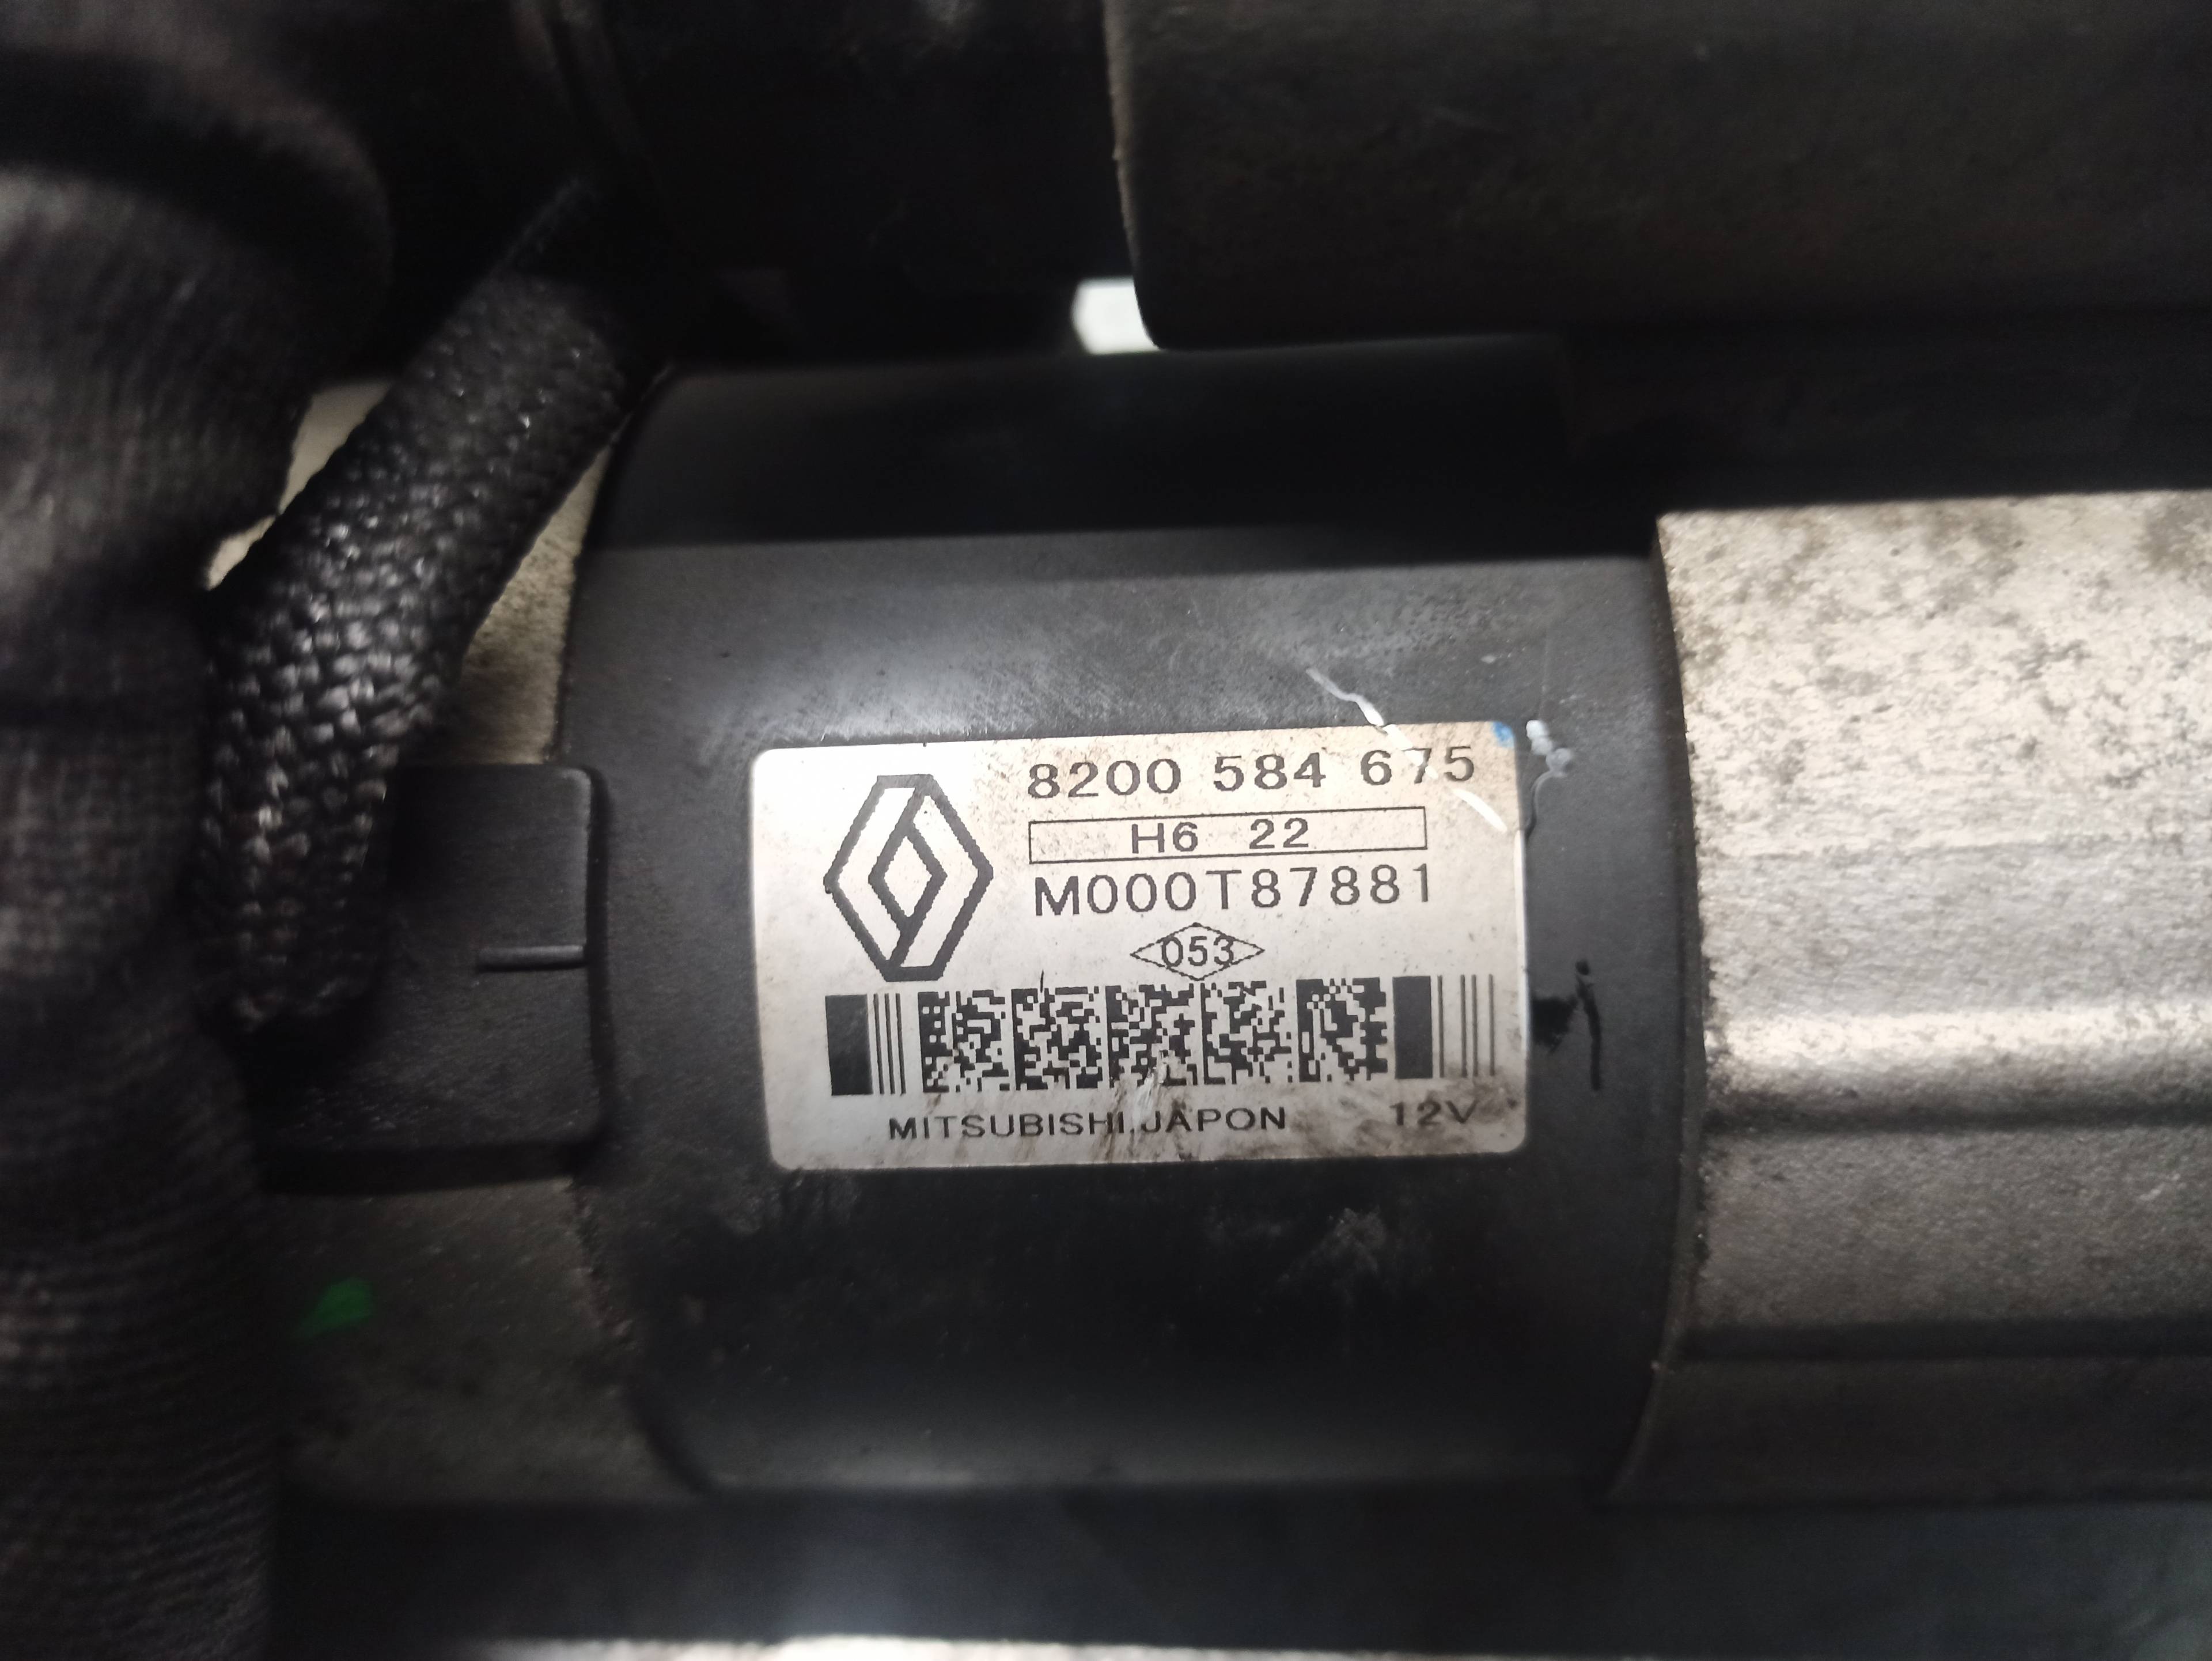 8200 584 675
H6 22
M000T87881
053
MITSUBISHI.JAPON 12V